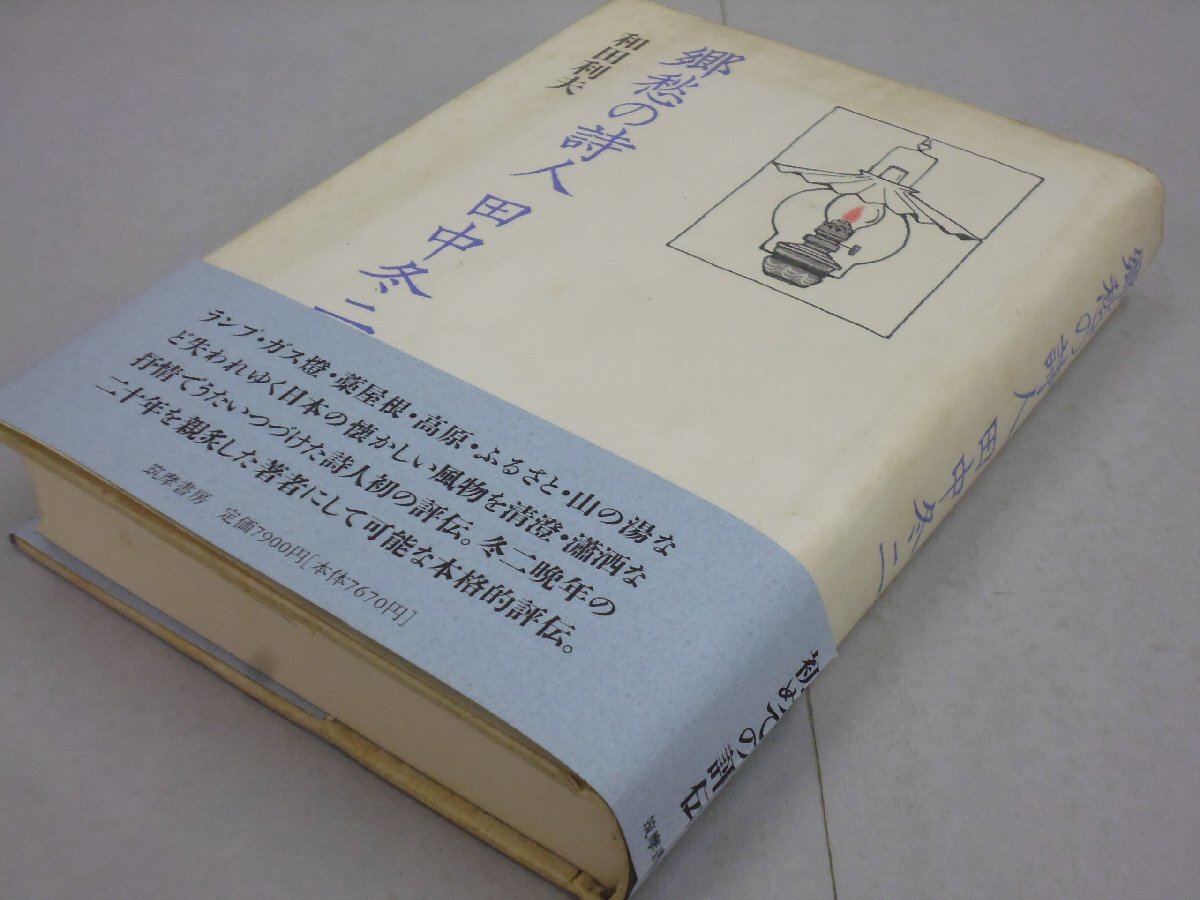 郷愁の詩人 田中冬二
和田利夫
ランプ・ガス燈・藁屋根・高原・ふるさと・山の湯な
ど失われゆく日本の懐かしい風物を清澄・瀟洒な
抒情でうたいつづけた詩人初の評伝。冬二晩年の
二十年を親炙した著者にして可能な本格的評伝。
筑摩書房 定価7900円[本体7670円]
郷愁の詩人 田中冬二
初めての評伝
筑摩書